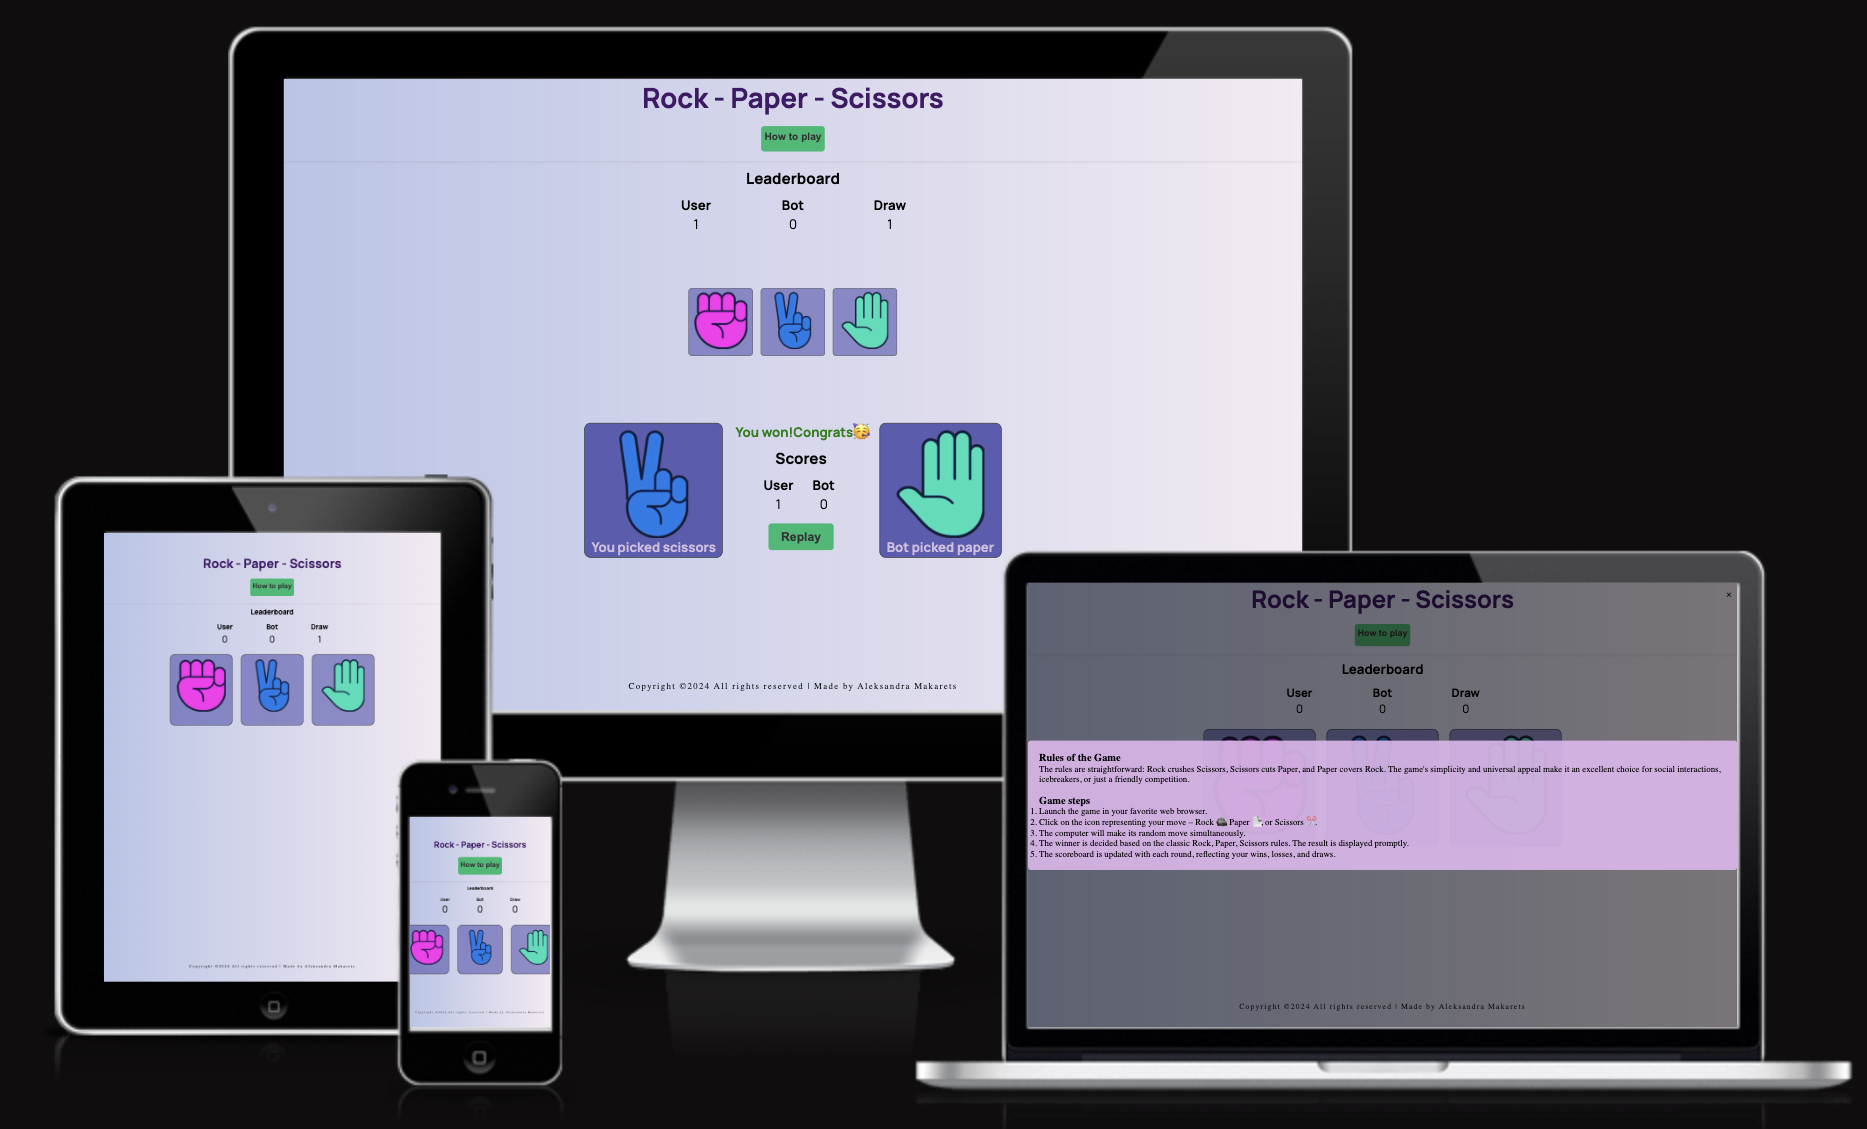 Rock - Paper - Scissors
How to play
Leaderboard
User Bot Draw
1 0 1
You won!Congrats🥳
Scores
User Bot
1 0
Replay
You picked scissors
Bot picked paper
Copyright ©2024 All rights reserved | Made by Aleksandra Makarets
Rock - Paper - Scissors
How to play
Leaderboard
User Bot Draw
0 0 1
Copyright ©2024 All rights reserved | Made by Aleksandra Makarets
Rock - Paper - Scissors
How to play
Leaderboard
User Bot Draw
0 0 0
Copyright ©2024 All rights reserved | Made by Aleksandra Makarets
×
Rock - Paper - Scissors
How to play
Leaderboard
User Bot Draw
0 0 0
Rules of the Game
The rules are straightforward: Rock crushes Scissors, Scissors cuts Paper, and Paper covers Rock. The game's simplicity and universal appeal make it an excellent choice for social interactions,
icebreakers, or just a friendly competition.
Game steps
1. Launch the game in your favorite web browser.
2. Click on the icon representing your move – Rock 🪨 Paper 📄, or Scissors ✂️.
3. The computer will make its random move simultaneously.
4. The winner is decided based on the classic Rock, Paper, Scissors rules. The result is displayed promptly.
5. The scoreboard is updated with each round, reflecting your wins, losses, and draws.
Copyright ©2024 All rights reserved | Made by Aleksandra Makarets